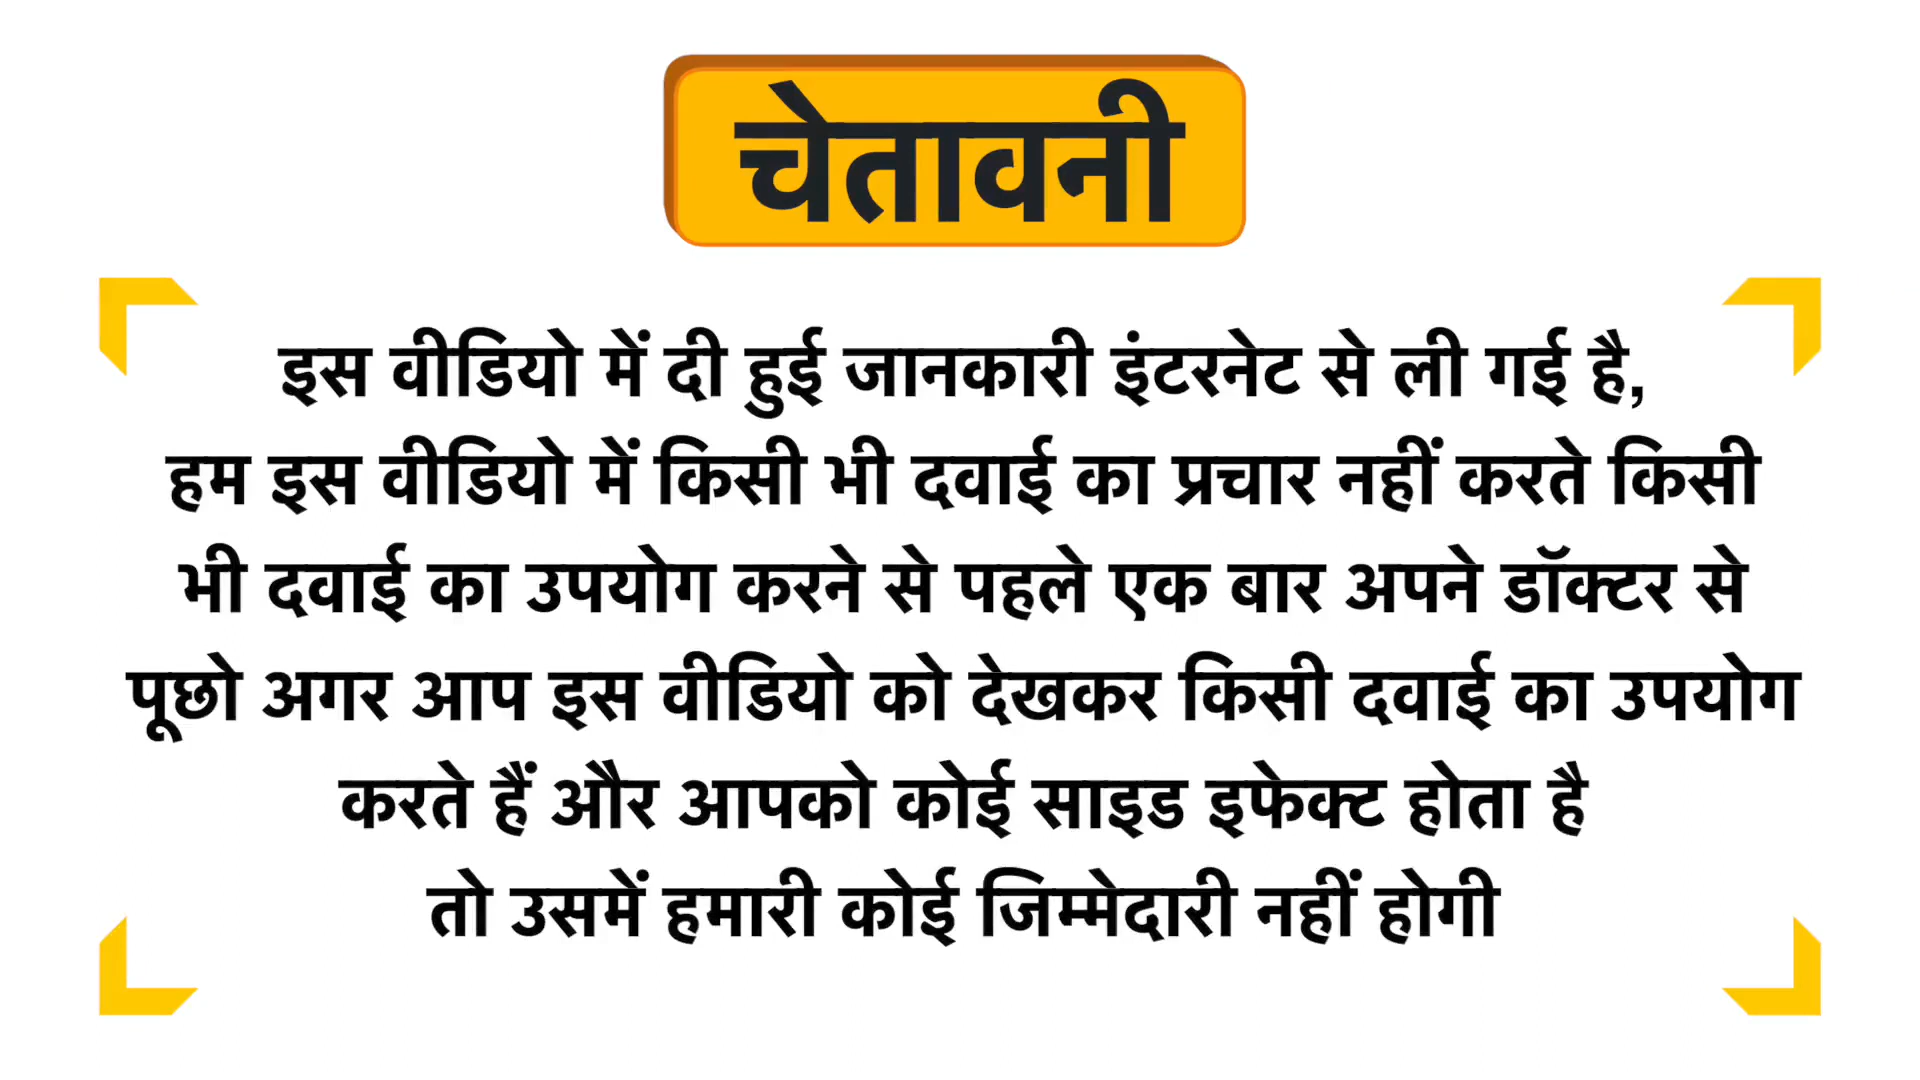 चेतावनी
इस वीडियो में दी हुई जानकारी इंटरनेट से ली गई है,
हम इस वीडियो में किसी भी दवाई का प्रचार नहीं करते किसी
भी दवाई का उपयोग करने से पहले एक बार अपने डॉक्टर से
पूछो अगर आप इस वीडियो को देखकर किसी दवाई का उपयोग
करते हैं और आपको कोई साइड इफेक्ट होता है
तो उसमें हमारी कोई जिम्मेदारी नहीं होगी